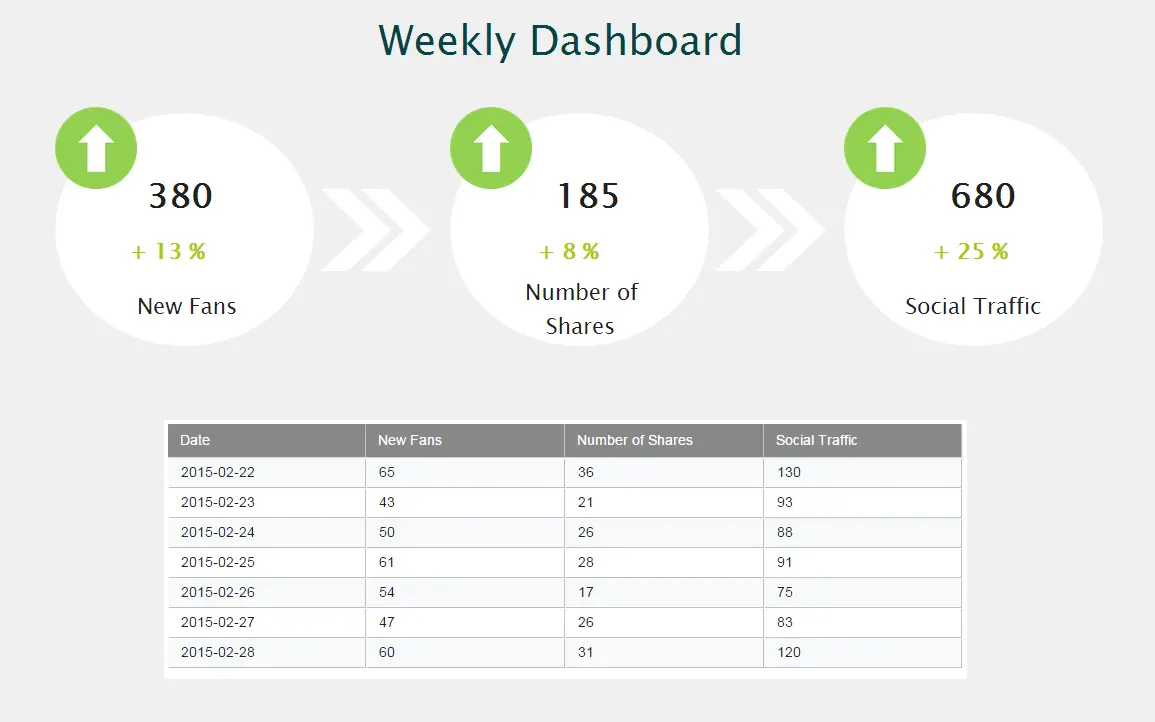 Weekly Dashboard
380
+ 13 %
New Fans
185
+ 8 %
Number of
Shares
680
+ 25 %
Social Traffic
Date New Fans Number of Shares Social Traffic
2015-02-22 65 36 130
2015-02-23 43 21 93
2015-02-24 50 26 88
2015-02-25 61 28 91
2015-02-26 54 17 75
2015-02-27 47 26 83
2015-02-28 60 31 120